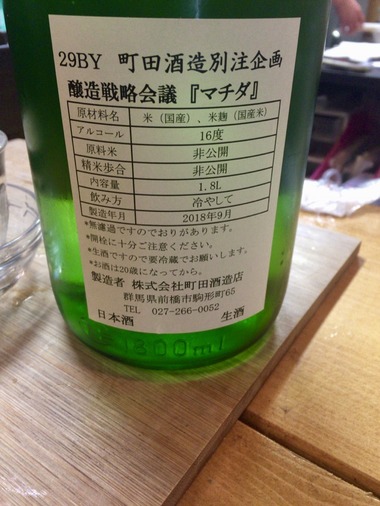 29BY 町田酒造別注企画
醸造戦略会議『マチダ』
原材料名 米(国産)、米麹(国産米)
アルコール 16度
原料米 非公開
精米歩合 非公開
内容量 1.8L
飲み方 冷やして
製造年月 2018年9月
*無濾過ですのでおりがあります。
*開栓に十分ご注意ください。
*生酒ですので要冷蔵でお願いします。
*お酒は20歳になってから。
製造者 株式会社町田酒造店
群馬県前橋市駒形町65
TEL 027-266-0052
日本酒 生酒
1800ml